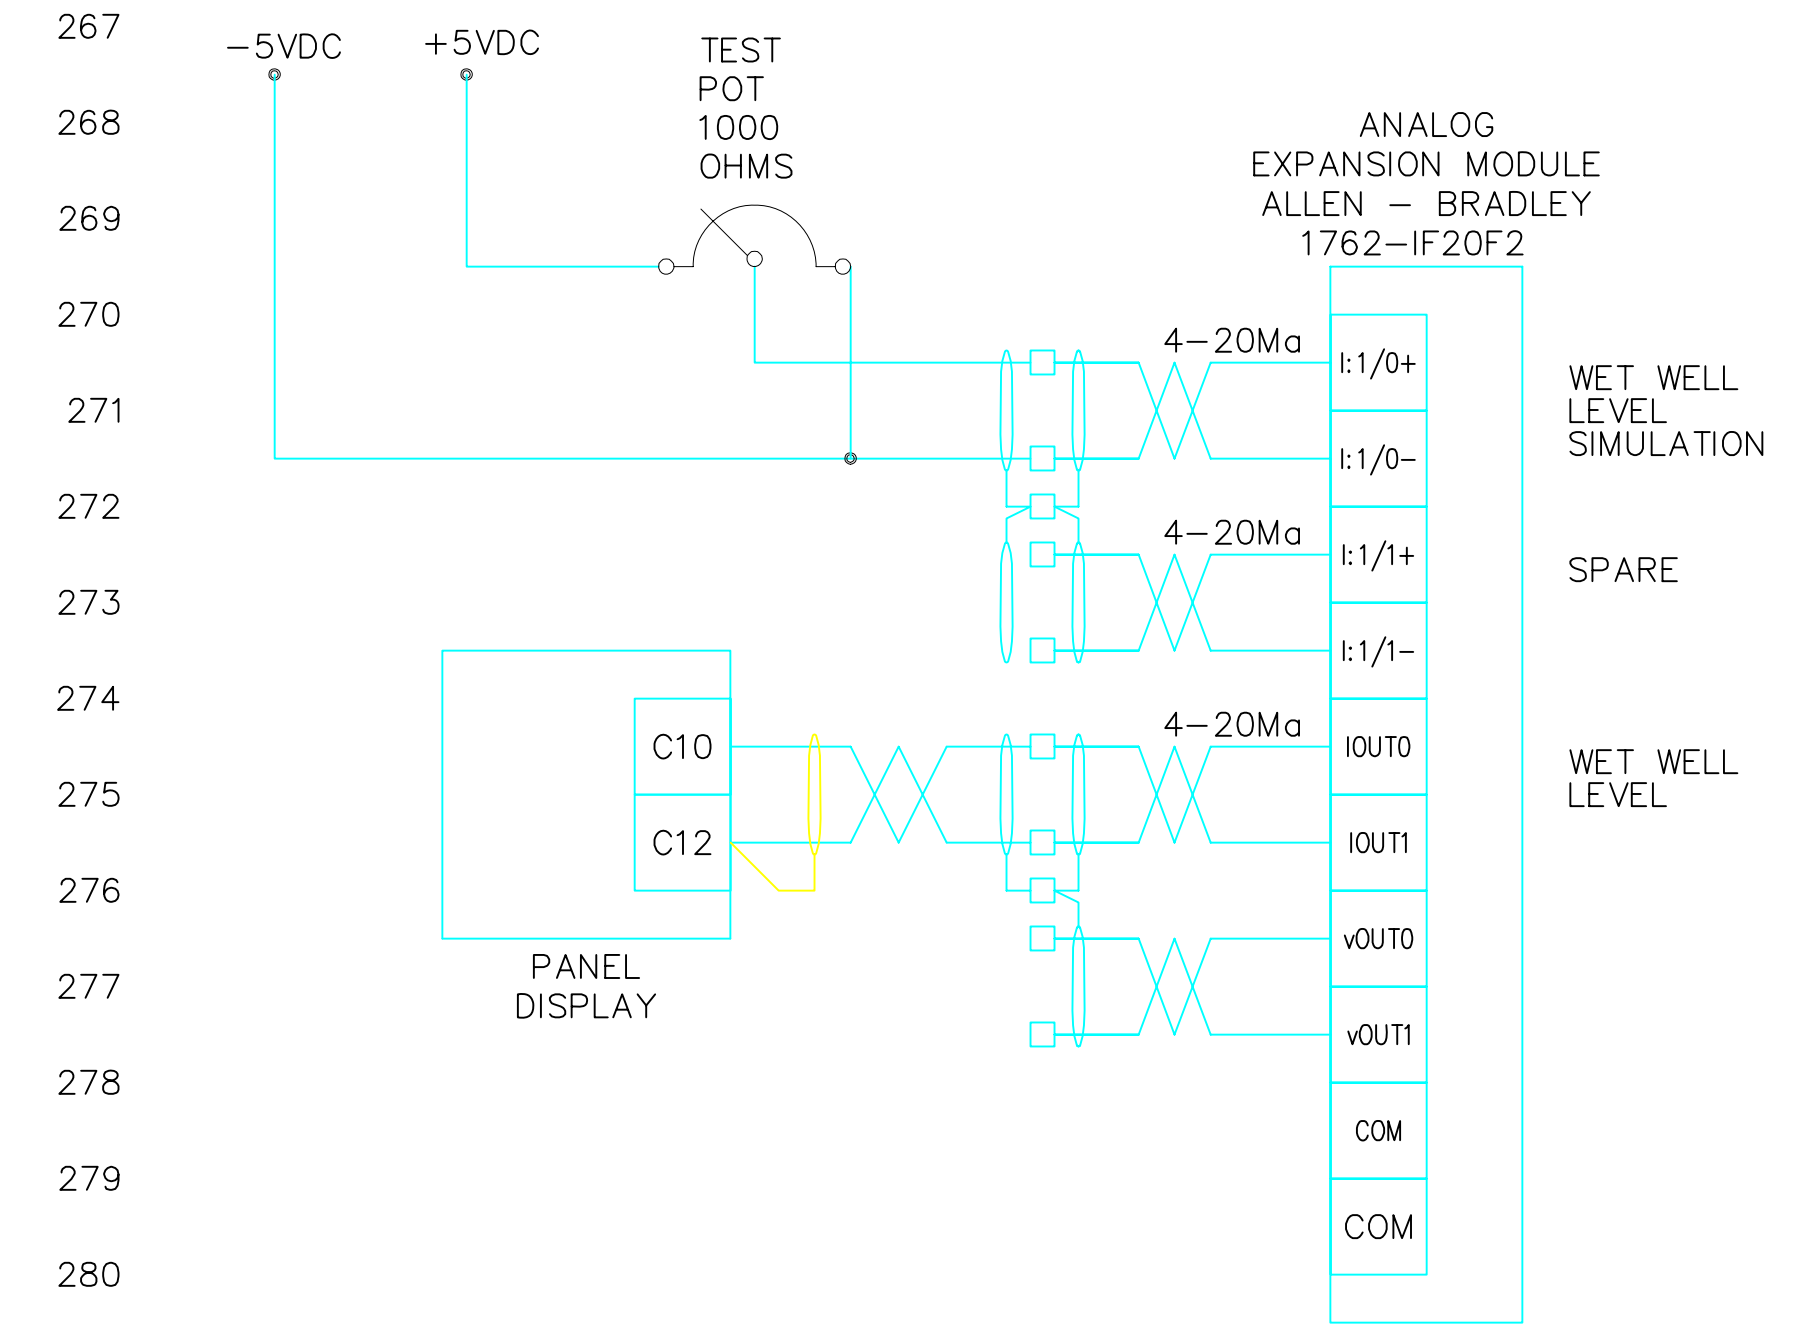 267
-5VDC
+5VDC
TEST
POT
1000
OHMS
268
ANALOG
EXPANSION MODULE
ALLEN - BRADLEY
1762-IF20F2
269
270
4-20Ma
I:1/0+
WET WELL
LEVEL
SIMULATION
271
I:1/0-
272
4-20Ma
I:1/1+
SPARE
273
I:1/1-
274
C10
4-20Ma
IOUT0
WET WELL
LEVEL
275
C12
IOUT1
276
vOUT0
PANEL
DISPLAY
277
vOUT1
278
COM
279
COM
280